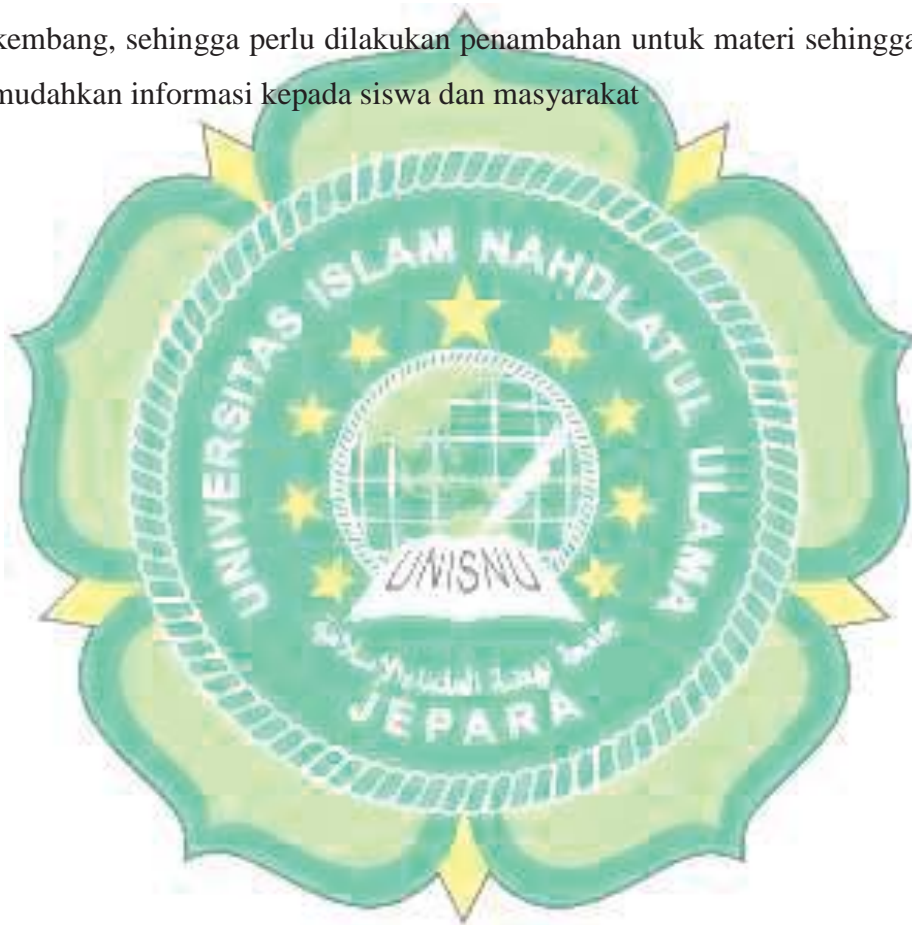 kembang, sehingga perlu dilakukan penambahan untuk materi sehingga
mudahkan informasi kepada siswa dan masyarakat
UNIVERSITAS ISLAM NAHDLATUL ULAMA
UNISNU
JEPARA